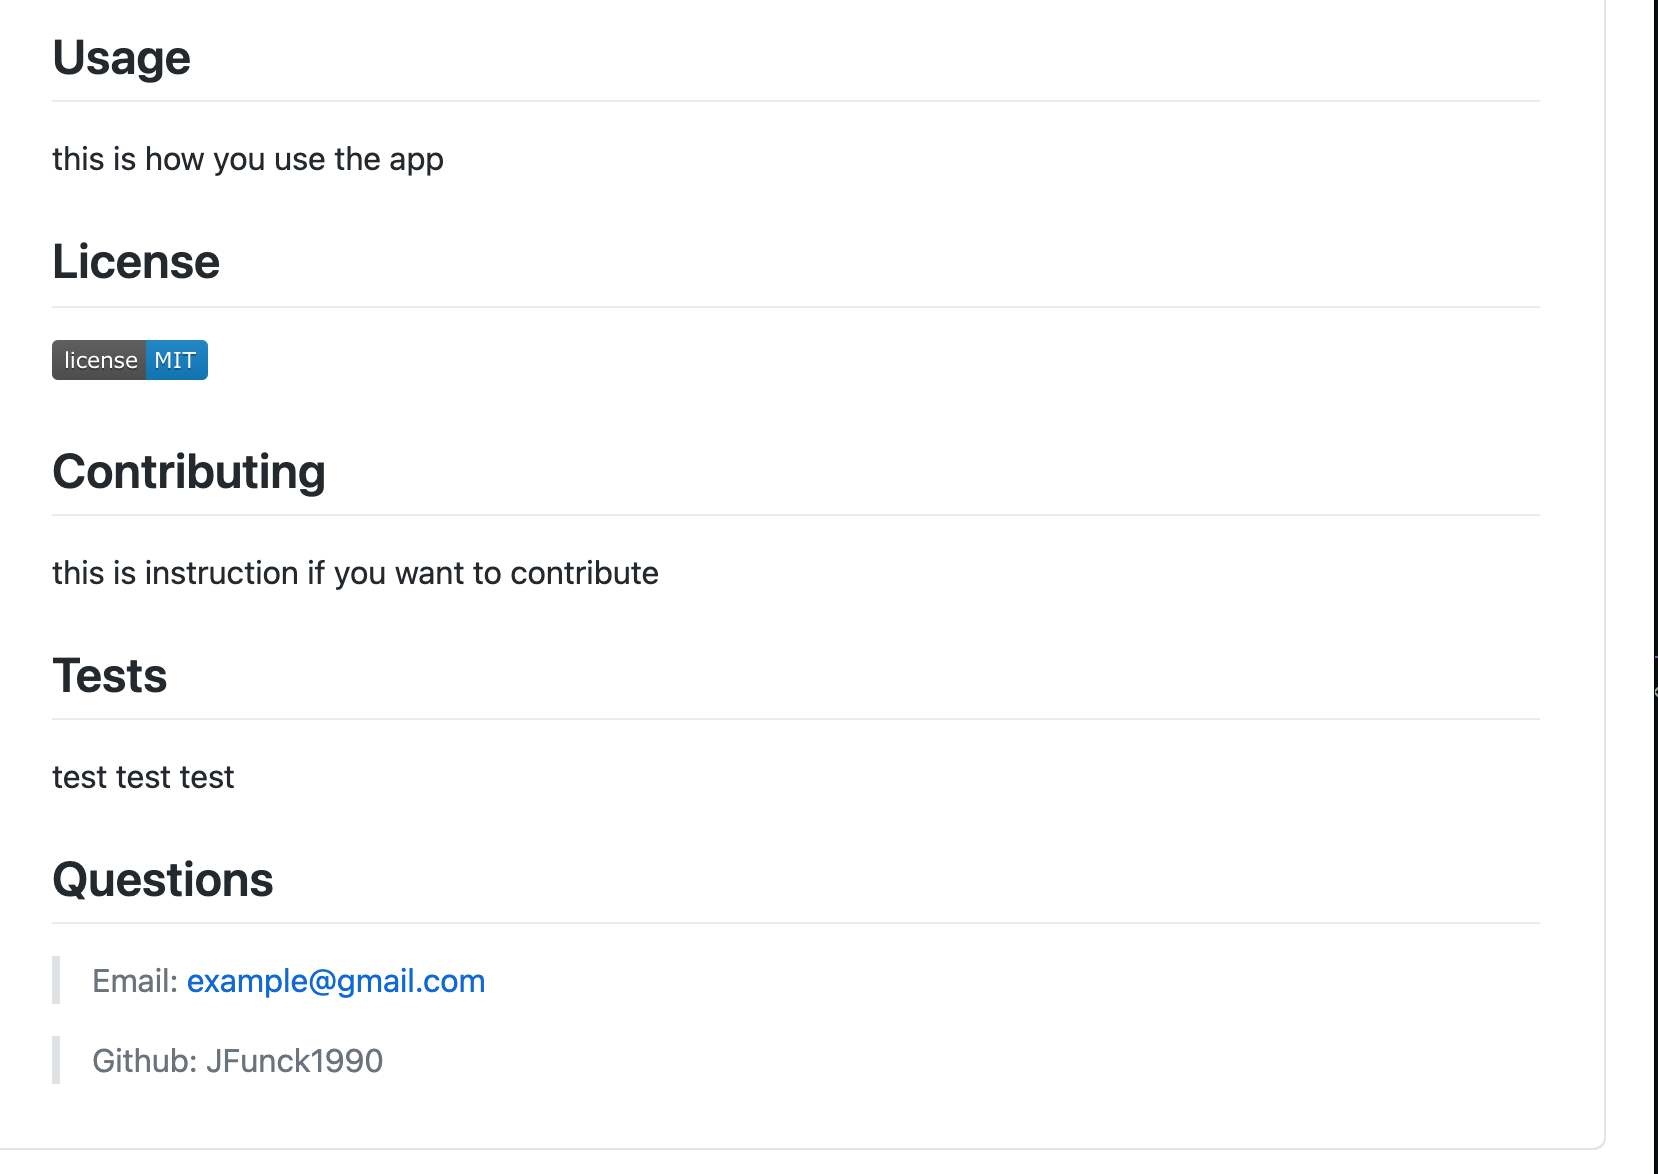 Usage
this is how you use the app
License
license MIT
Contributing
this is instruction if you want to contribute
Tests
test test test
Questions
Email: example@gmail.com
Github: JFunck1990